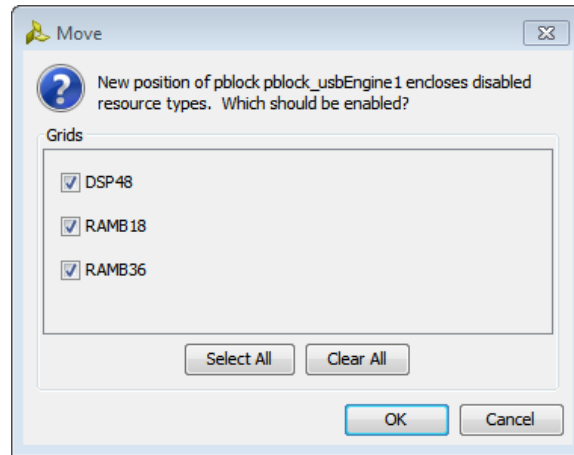 Move
New position of pblock pblock_usbEngine1 encloses disabled
resource types. Which should be enabled?
Grids
DSP48
RAMB18
RAMB36
Select All
Clear All
OK
Cancel